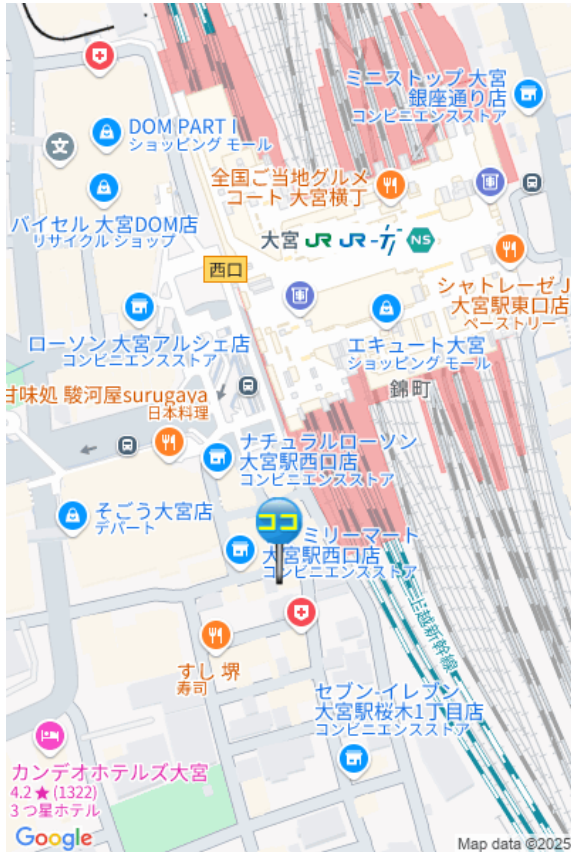 ミニストップ 大宮
銀座通り店
コンビニエンスストア
DOM PART I
ショッピング モール
文
全国ご当地グルメ
コート 大宮横丁
バイセル 大宮DOM店
リサイクル ショップ
大宮 JR JR NS
西口
シャトレーゼ J
大宮駅東口店
ペーストリー
ローソン 大宮アルシェ店
コンビニエンスストア
エキュート大宮
ショッピング モール
錦町
甘味処 駿河屋surugaya
日本料理
ナチュラルローソン
大宮駅西口店
コンビニエンスストア
そごう大宮店
デパート
ココ
ミリーマート
大宮駅西口店
コンビニエンスストア
上越新幹線
すし 堺
寿司
セブン-イレブン
大宮駅桜木1丁目店
コンビニエンスストア
カンデオホテルズ大宮
4.2★(1322)
3 つ星ホテル
Google
Map data ©2025